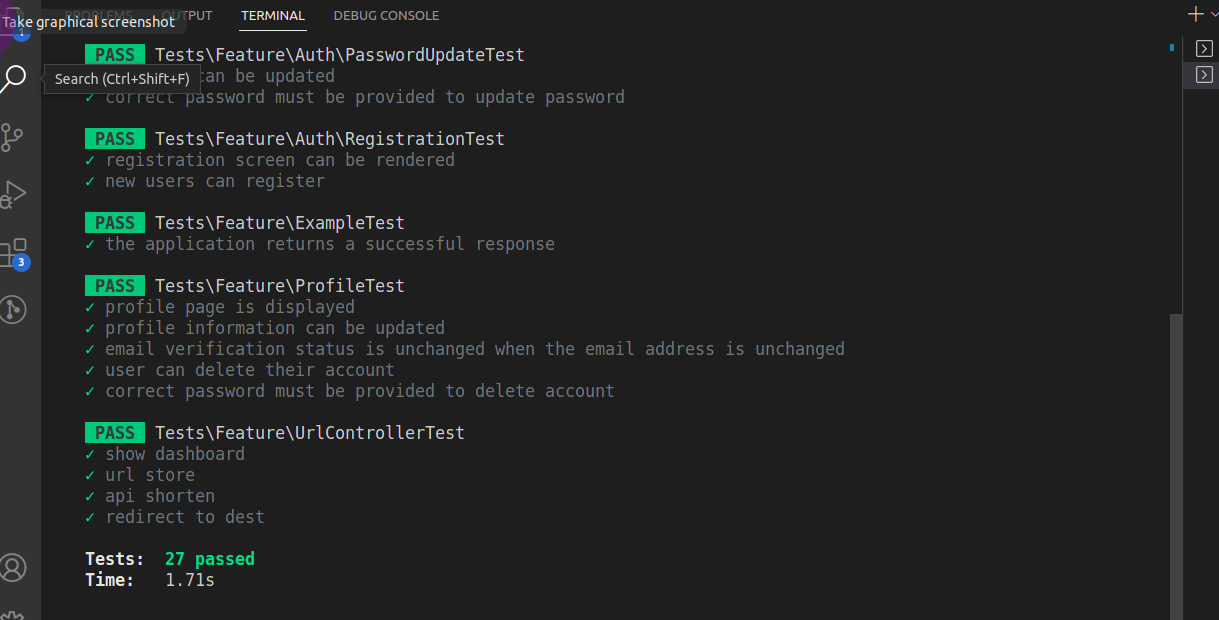 PROBLEMS OUTPUT TERMINAL DEBUG CONSOLE
Take graphical screenshot
1
PASS Tests\Feature\Auth\PasswordUpdateTest
Search (Ctrl+Shift+F)
can be updated
✓ correct password must be provided to update password
PASS Tests\Feature\Auth\RegistrationTest
✓ registration screen can be rendered
✓ new users can register
PASS Tests\Feature\ExampleTest
✓ the application returns a successful response
3
PASS Tests\Feature\ProfileTest
✓ profile page is displayed
✓ profile information can be updated
✓ email verification status is unchanged when the email address is unchanged
✓ user can delete their account
✓ correct password must be provided to delete account
PASS Tests\Feature\UrlControllerTest
✓ show dashboard
✓ url store
✓ api shorten
✓ redirect to dest
Tests: 27 passed
Time: 1.71s